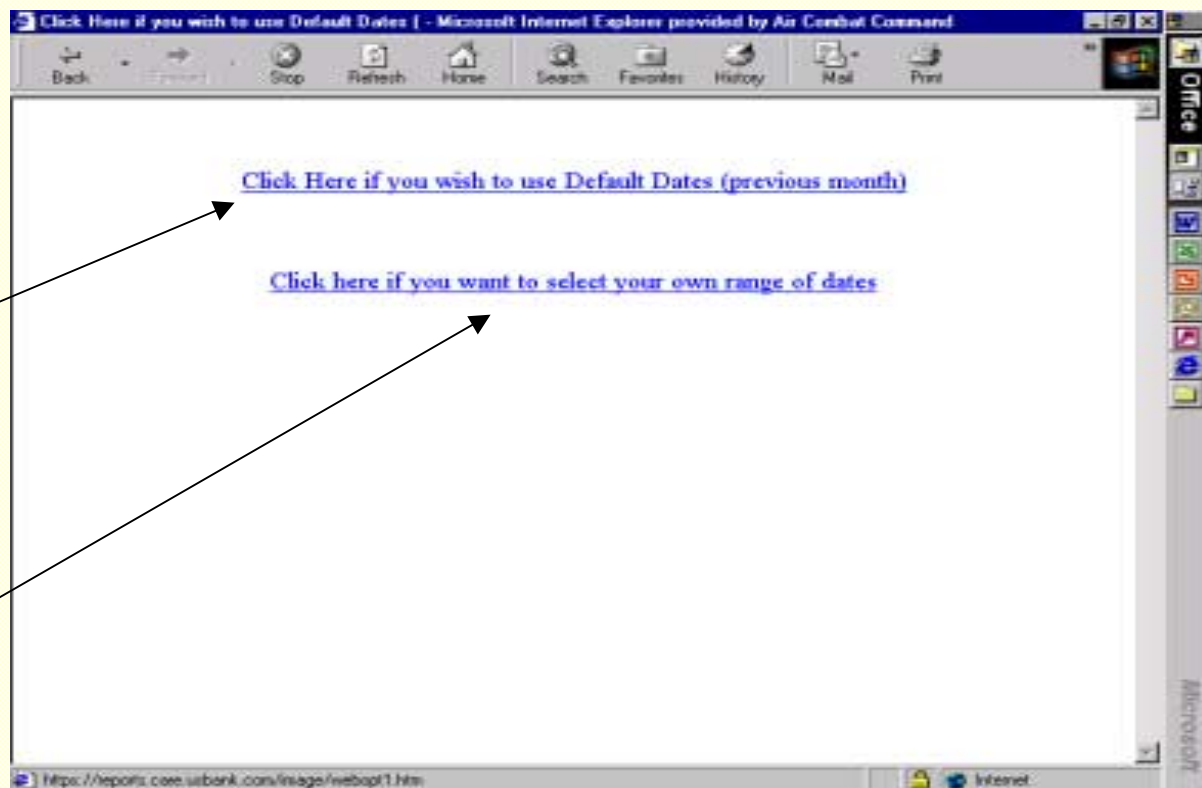 Click Here if you wish to use Default Dates ( - Microsoft Internet Explorer provided by Air Combat Command
Back Forward Stop Refresh Home Search Favorites History Mail Print
Office
Click Here if you wish to use Default Dates (previous month)
Click here if you want to select your own range of dates
Microsoft
https://reports.care.usbank.com/image/webopt1.htm Internet